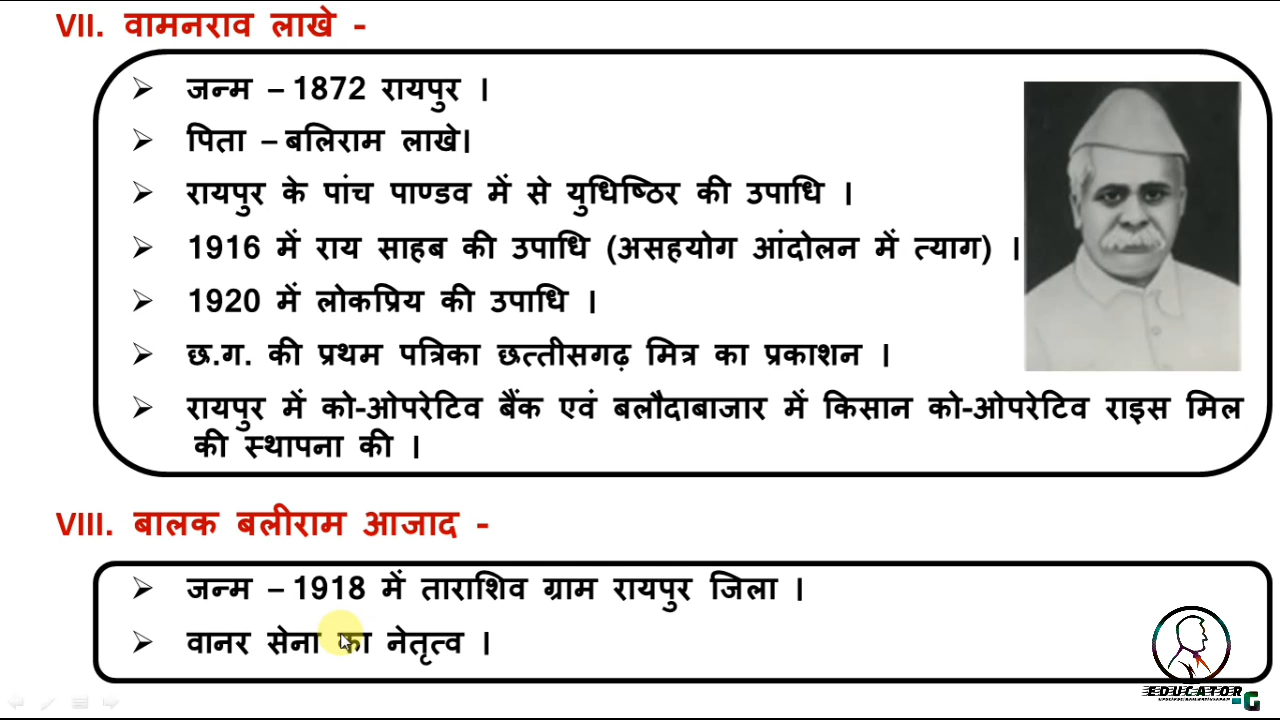 VII. वामनराव लाखे -
➢ जन्म – 1872 रायपुर ।
➢ पिता – बलिराम लाखे।
➢ रायपुर के पांच पाण्डव में से युधिष्ठिर की उपाधि ।
➢ 1916 में राय साहब की उपाधि (असहयोग आंदोलन में त्याग) ।
➢ 1920 में लोकप्रिय की उपाधि ।
➢ छ.ग. की प्रथम पत्रिका छत्तीसगढ़ मित्र का प्रकाशन ।
➢ रायपुर में को-ओपरेटिव बैंक एवं बलौदाबाजार में किसान को-ओपरेटिव राइस मिल
की स्थापना की ।
VIII. बालक बलीराम आजाद -
➢ जन्म – 1918 में ताराशिव ग्राम रायपुर जिला ।
➢ वानर सेना का नेतृत्व ।
EDUCATOR
-G